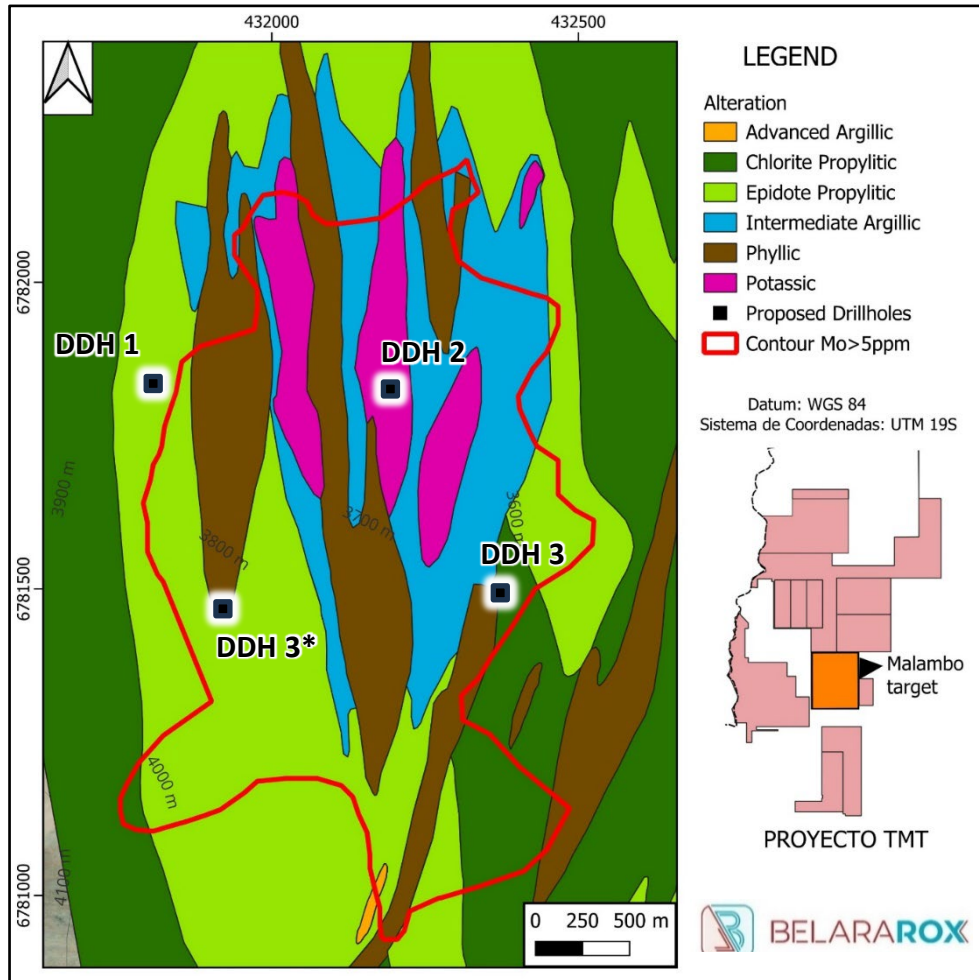 432000
432500
6782000
6781500
6781000
DDH 1
DDH 2
DDH 3
DDH 3*
3900 m
3800 m
3700 m
3600 m
4000 m
4100 m
0 250 500 m
LEGEND
Alteration
Advanced Argillic
Chlorite Propylitic
Epidote Propylitic
Intermediate Argillic
Phyllic
Potassic
Proposed Drillholes
Contour Mo>5ppm
Datum: WGS 84
Sistema de Coordenadas: UTM 19S
Malambo
target
PROYECTO TMT
BELARAROX